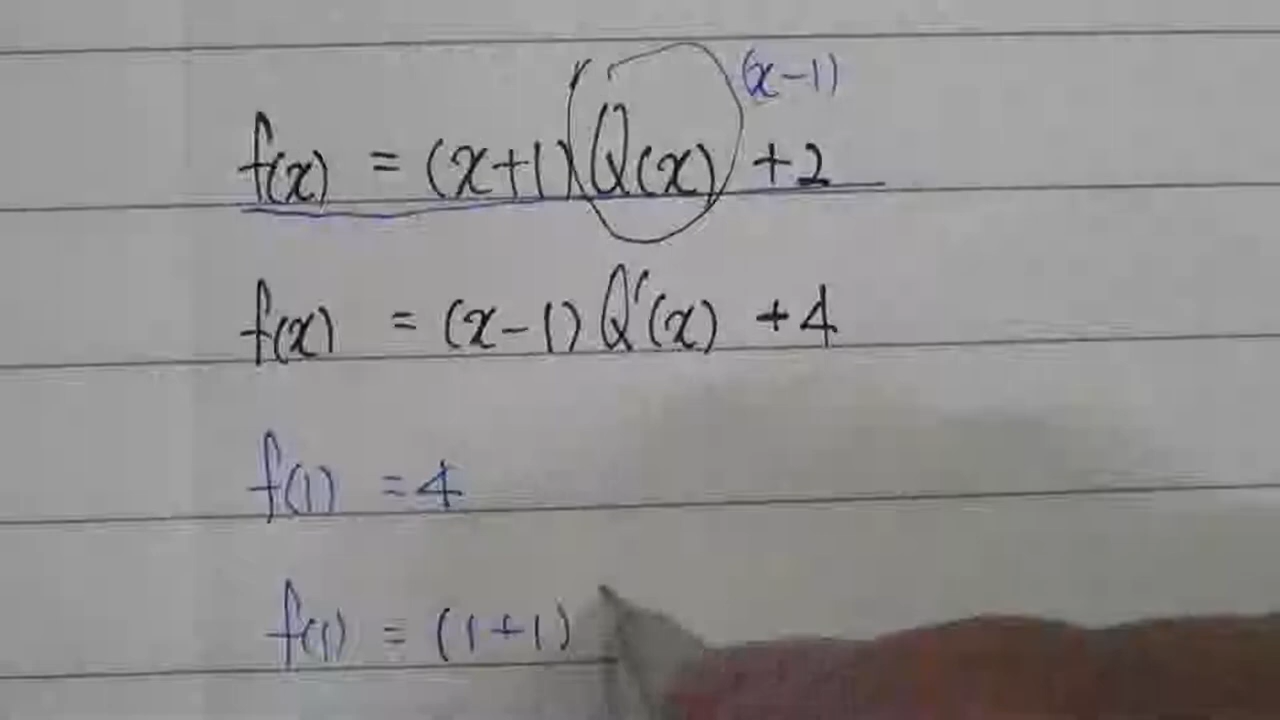 (x-1)
f(x) = (x+1) Q(x) +2
f(x) = (x-1) Q'(x) +4
f(1) =4
f(1) = (1+1)